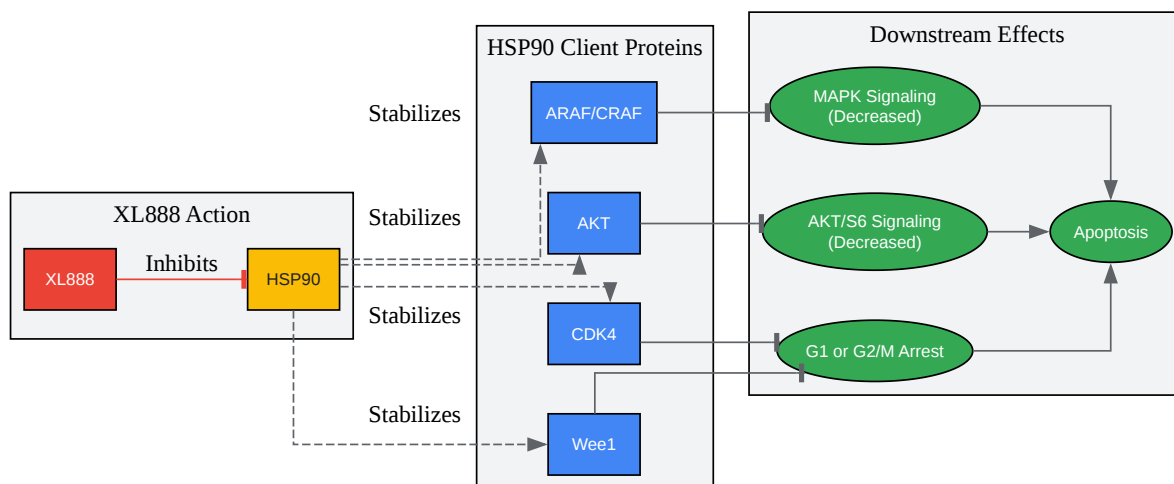 XL888 Action
XL888
Inhibits
HSP90
Stabilizes
Stabilizes
Stabilizes
Stabilizes
HSP90 Client Proteins
ARAF/CRAF
AKT
CDK4
Wee1
Downstream Effects
MAPK Signaling
(Decreased)
AKT/S6 Signaling
(Decreased)
G1 or G2/M Arrest
Apoptosis